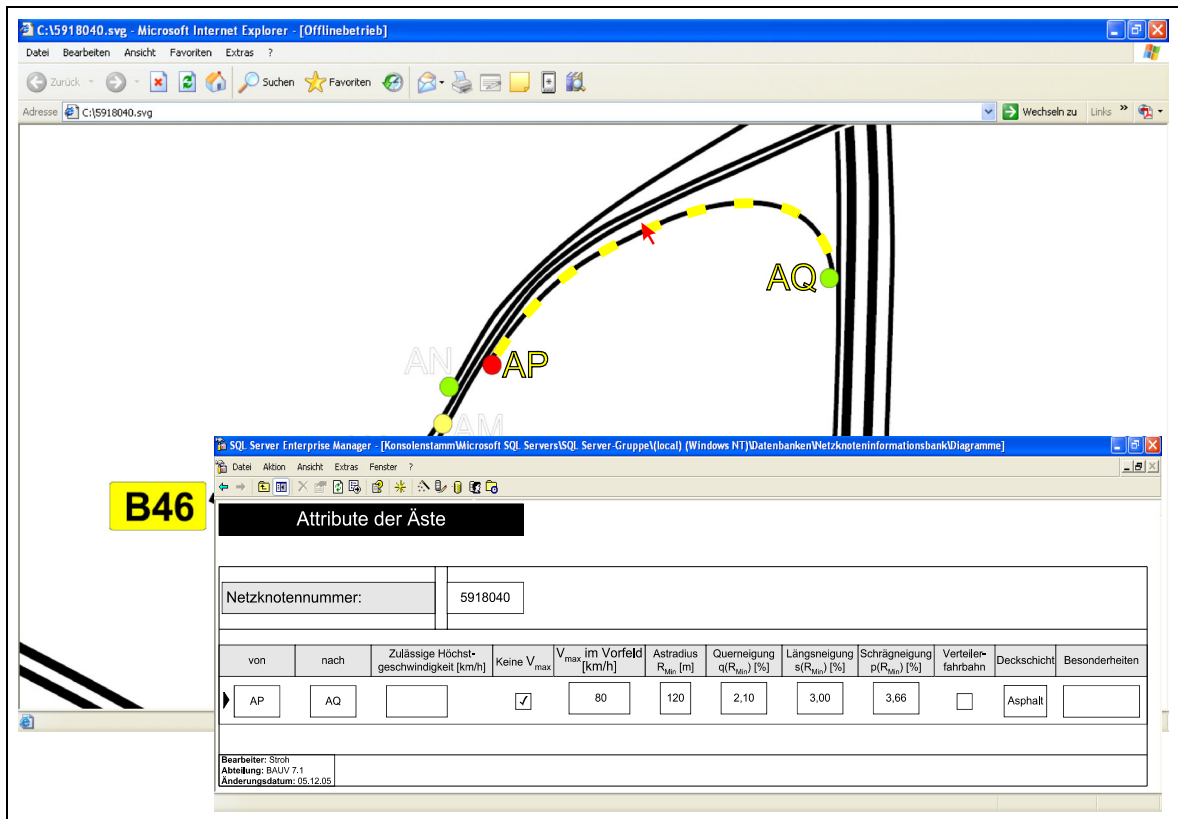 C:\5918040.svg - Microsoft Internet Explorer - [Offlinebetrieb]
Datei Bearbeiten Ansicht Favoriten Extras ?
Zurück Suchen Favoriten
Adresse C:\5918040.svg Wechseln zu Links »
AQ
AN
AP
AM
B46
SQL Server Enterprise Manager - [Konsolenstamm\Microsoft SQL Servers\SQL Server-Gruppe\(local) (Windows NT)\Datenbanken\Netzknoteninformationsbank\Diagramme]
Datei Aktion Ansicht Extras Fenster ?
Attribute der Äste
Netzknotennummer: 5918040
von nach Zulässige Höchst- Keine Vmax Vmax im Vorfeld Astradius Querneigung Längsneigung Schrägneigung Verteiler- Deckschicht Besonderheiten
geschwindigkeit [km/h] [km/h] RMin [m] q(RMin) [%] s(RMin) [%] p(RMin) [%] fahrbahn
AP AQ 80 120 2,10 3,00 3,66 Asphalt
Bearbeiter: Stroh
Abteilung: BAUV 7.1
Änderungsdatum: 05.12.05